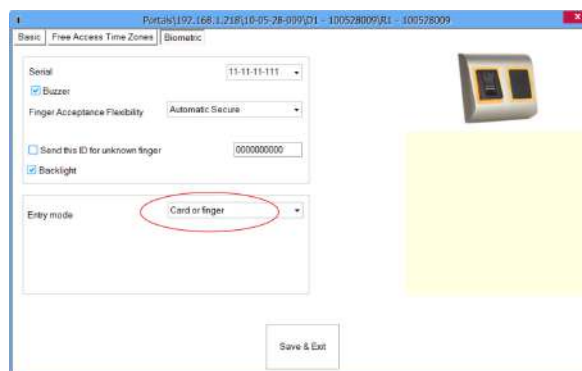 Portals\192.168.1.218\10-05-28-009\D1 - 100528009\R1 - 100528009
x
Basic Free Access Time Zones Biometric
Serial 11-11-11-111
Buzzer
Finger Acceptance Flexibility Automatic Secure
Send this ID for unknown finger 0000000000
Backlight
Entry mode Card or finger
Save & Exit